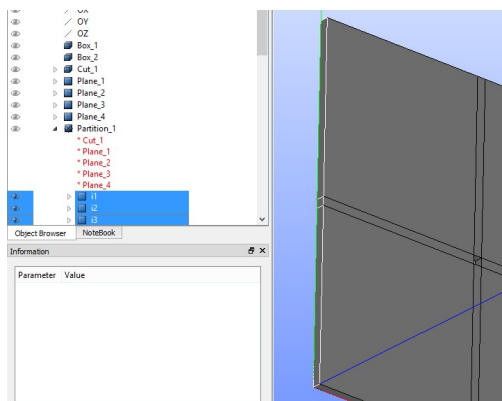 OX
OY
OZ
Box_1
Box_2
Cut_1
Plane_1
Plane_2
Plane_3
Plane_4
Partition_1
* Cut_1
* Plane_1
* Plane_2
* Plane_3
* Plane_4
i1
i2
i3
Object Browser NoteBook
Information
Parameter Value